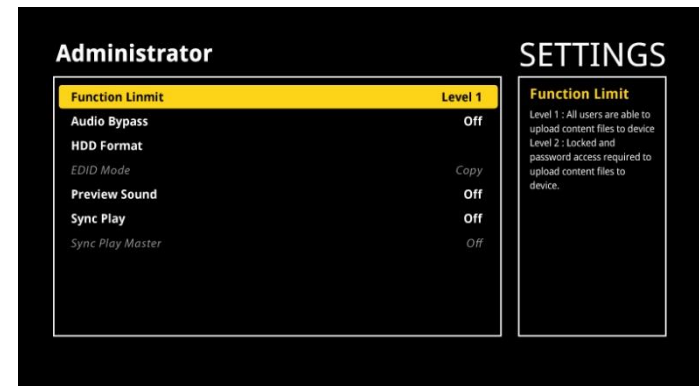 Administrator
SETTINGS
Function Linmit Level 1
Audio Bypass Off
HDD Format
EDID Mode Copy
Preview Sound Off
Sync Play Off
Sync Play Master Off
Function Limit
Level 1 : All users are able to
upload content files to device
Level 2 : Locked and
password access required to
upload content files to
device.